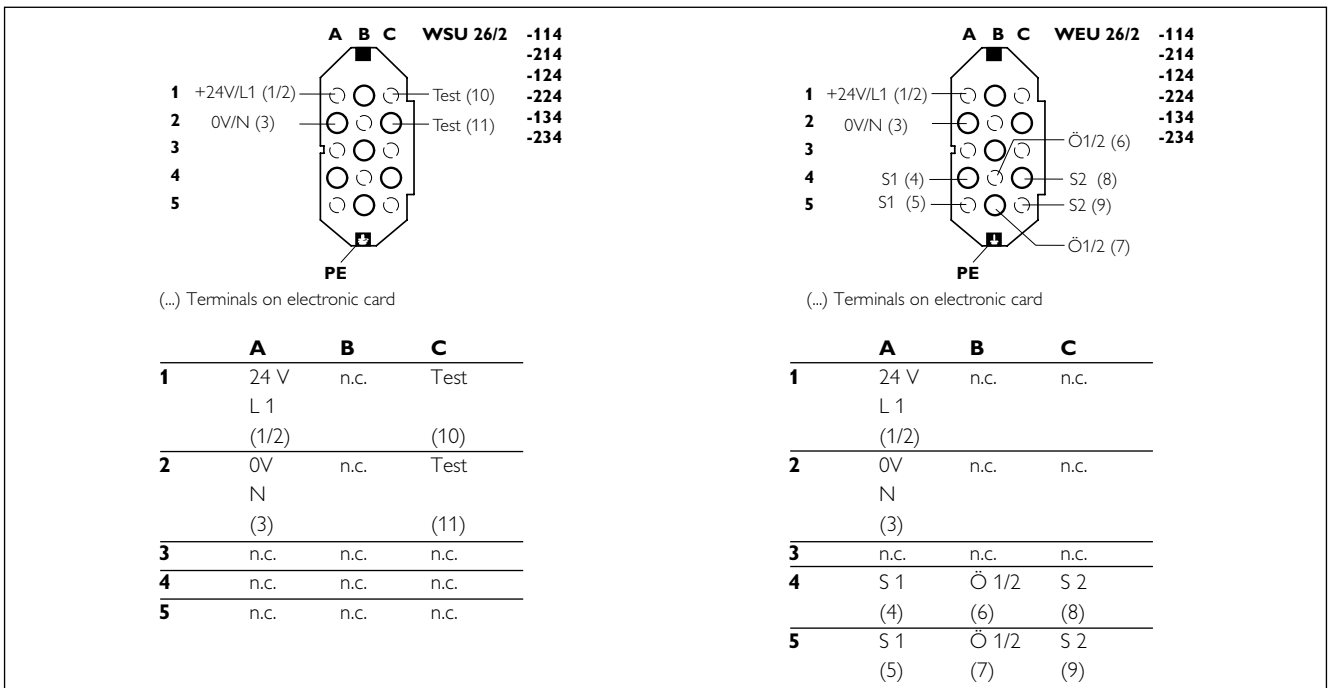 A B C WSU 26/2 -114
-214
-124
-224
-134
-234
1 +24V/L1 (1/2) Test (10)
2 0V/N (3) Test (11)
3
4
5
PE
(...) Terminals on electronic card
A B C
1 24 V n.c. Test
L 1
(1/2) (10)
2 0V n.c. Test
N
(3) (11)
3 n.c. n.c. n.c.
4 n.c. n.c. n.c.
5 n.c. n.c. n.c.
A B C WEU 26/2 -114
-214
-124
-224
-134
-234
1 +24V/L1 (1/2)
2 0V/N (3)
Ö1/2 (6)
3
4 S1 (4) S2 (8)
5 S1 (5) S2 (9)
Ö1/2 (7)
PE
(...) Terminals on electronic card
A B C
1 24 V n.c. n.c.
L 1
(1/2)
2 0V n.c. n.c.
N
(3)
3 n.c. n.c. n.c.
4 S 1 Ö 1/2 S 2
(4) (6) (8)
5 S 1 Ö 1/2 S 2
(5) (7) (9)